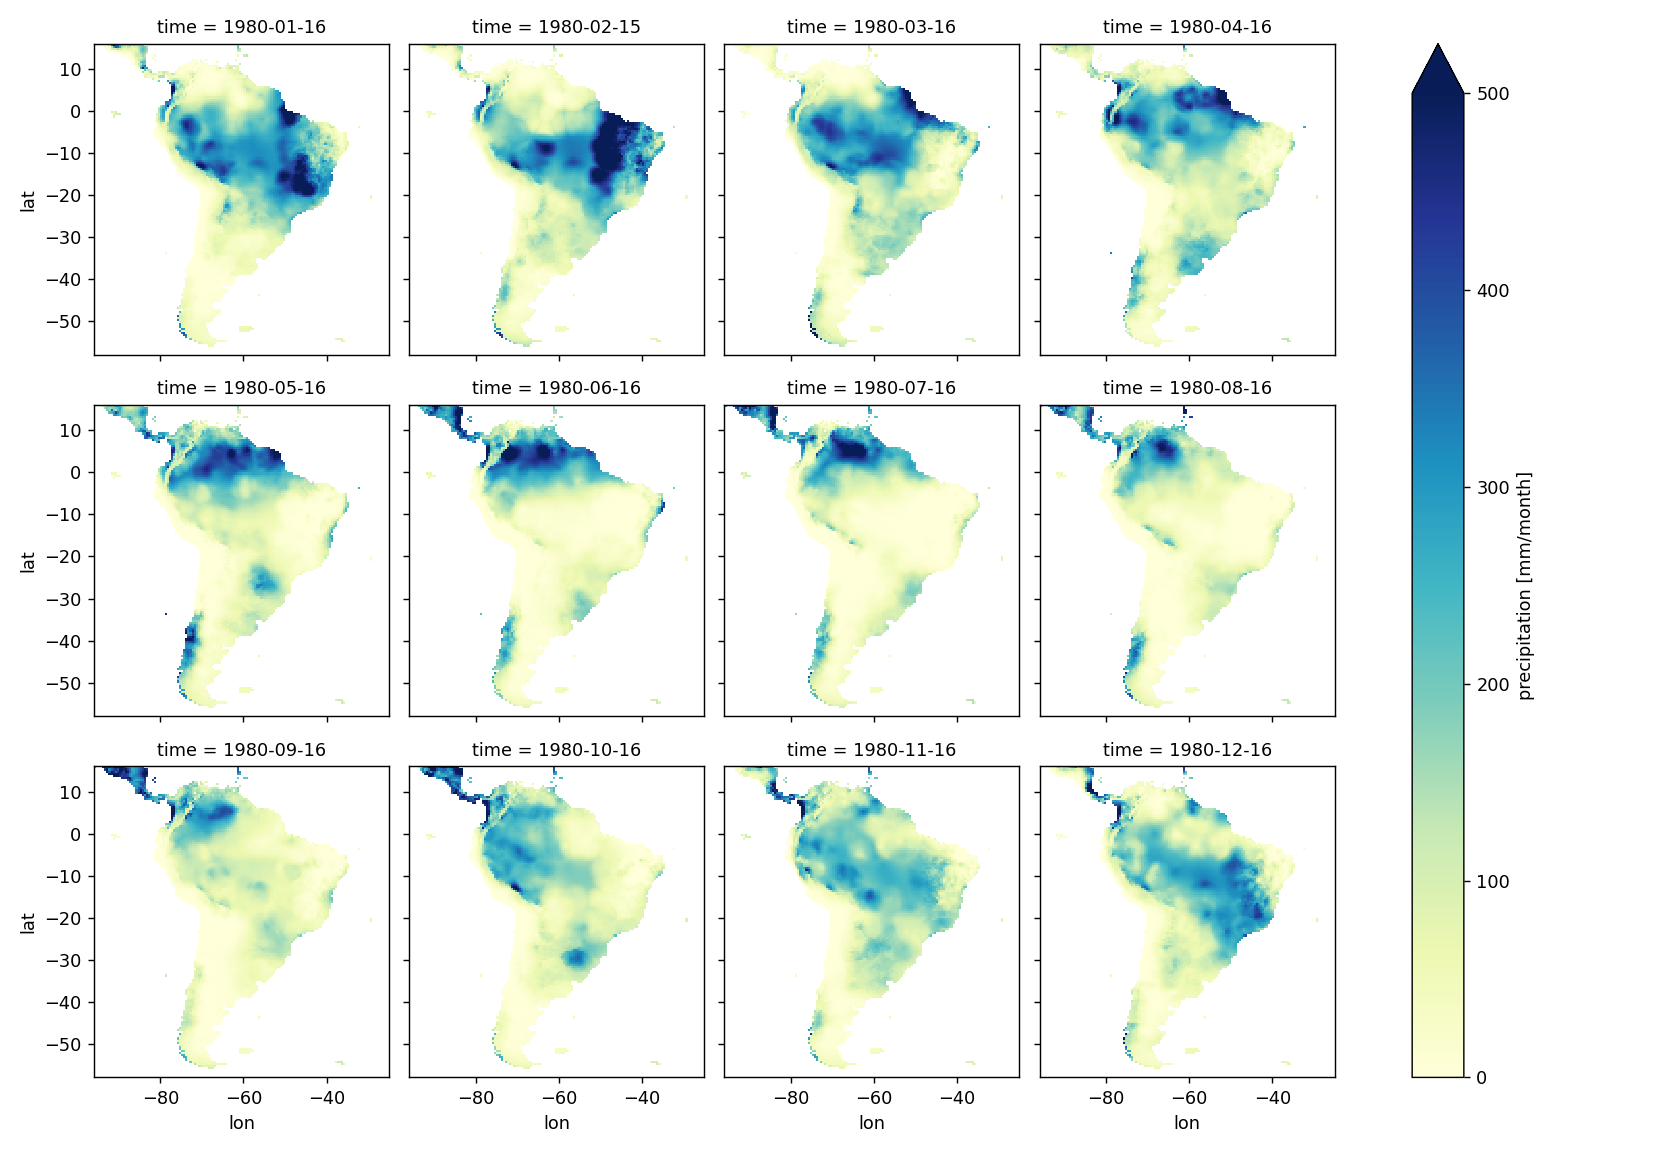 time = 1980-01-16
time = 1980-02-15
time = 1980-03-16
time = 1980-04-16
10
0
−10
−20
−30
−40
−50
lat
−80
−60
−40
time = 1980-05-16
time = 1980-06-16
time = 1980-07-16
time = 1980-08-16
10
0
−10
−20
−30
−40
−50
lat
time = 1980-09-16
time = 1980-10-16
time = 1980-11-16
time = 1980-12-16
10
0
−10
−20
−30
−40
−50
lat
−80 −60 −40
−80 −60 −40
−80 −60 −40
−80 −60 −40
lon
lon
lon
lon
500
400
300
200
100
0
precipitation [mm/month]